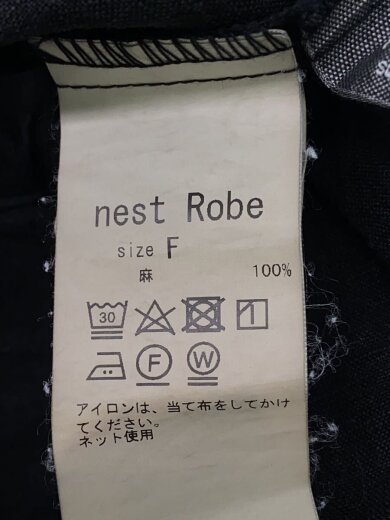 nest Robe
size F
麻 100%
30
F W
アイロンは、当て布をしてかけ
てください。
ネット使用